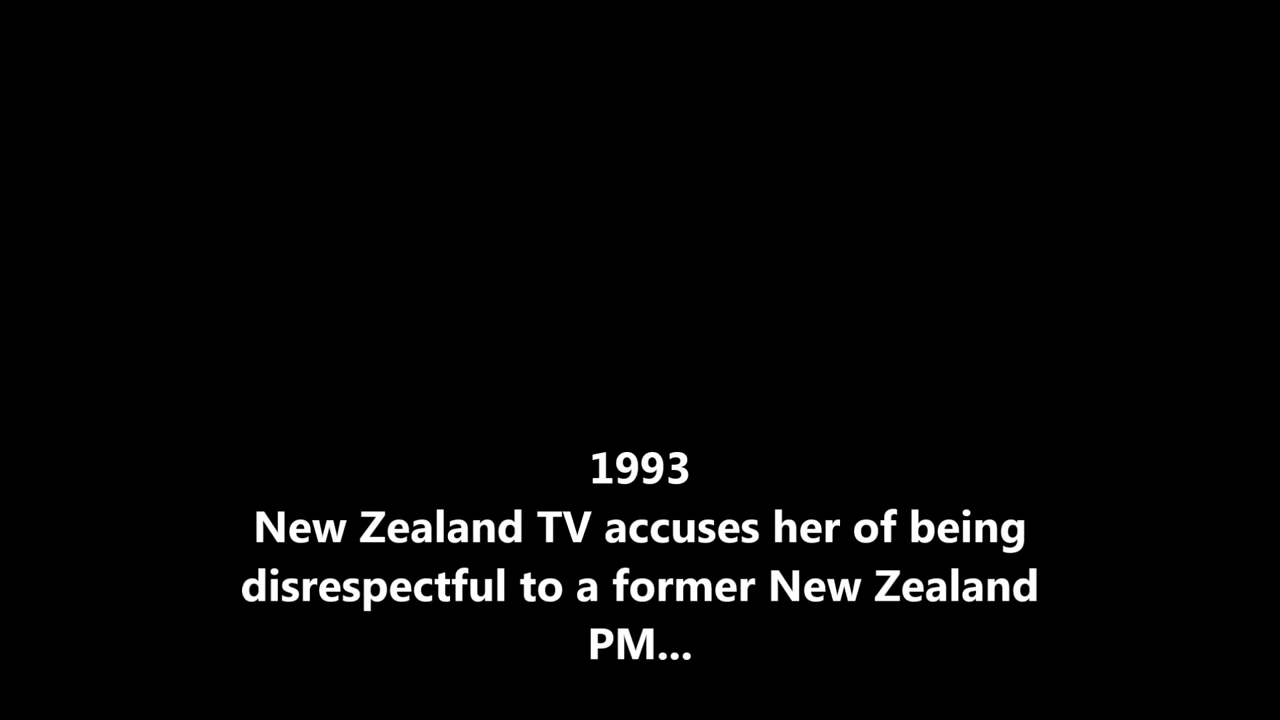 1993
New Zealand TV accuses her of being
disrespectful to a former New Zealand
PM...